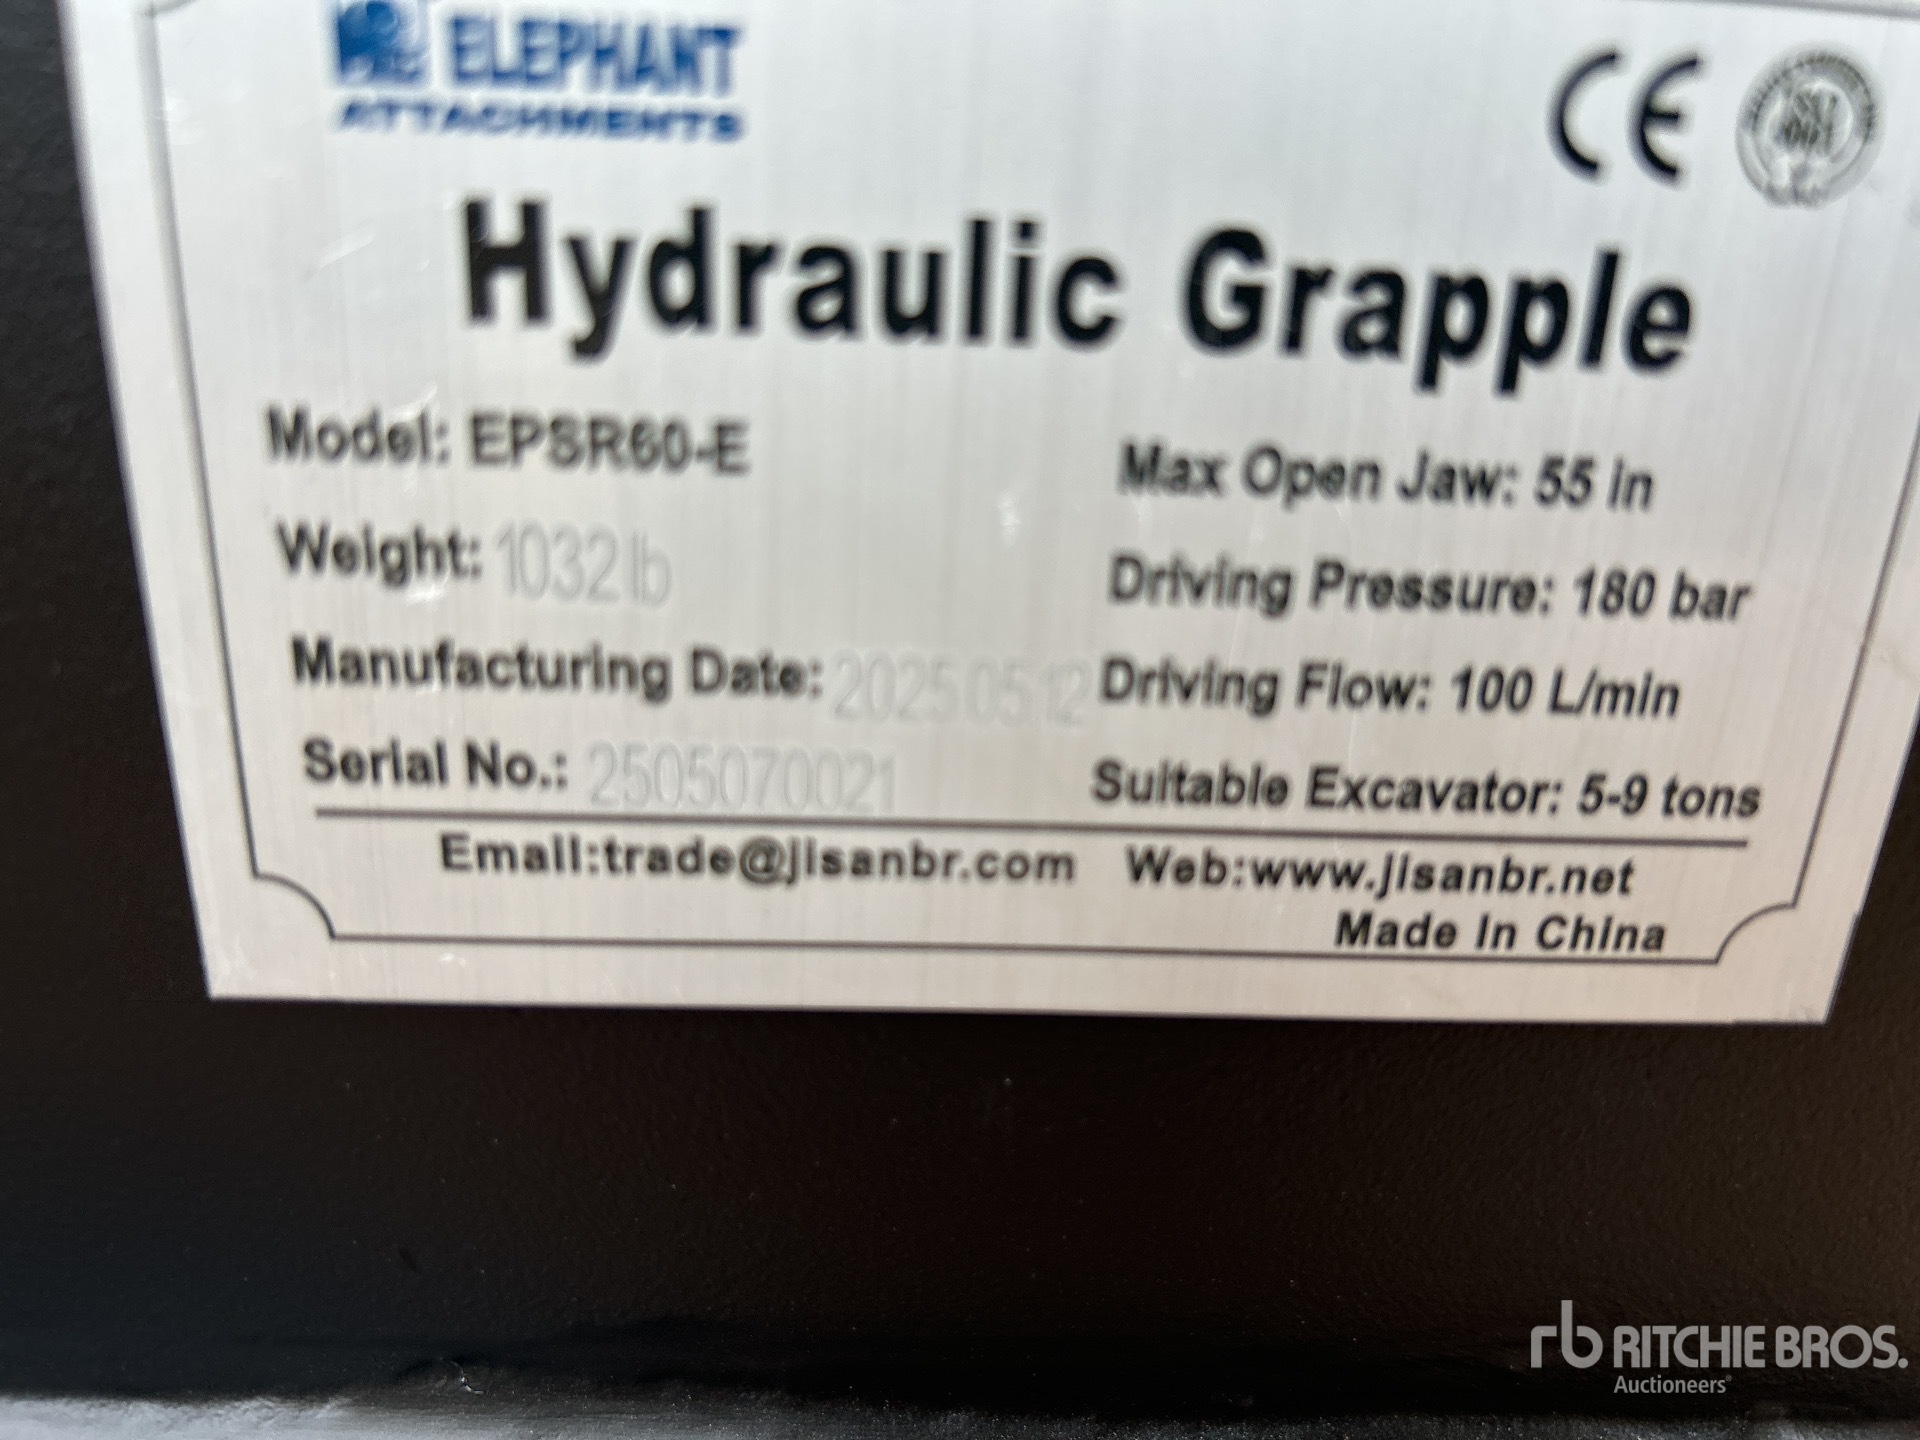 ELEPHANT
ATTACHMENTS
CE
Hydraulic Grapple
Model: EPSR60-E
Weight: 1032 lb
Manufacturing Date: 2025 05 12
Serial No.: 2505070021
Max Open Jaw: 55 in
Driving Pressure: 180 bar
Driving Flow: 100 L/min
Suitable Excavator: 5-9 tons
Email:trade@jisanbr.com Web:www.jisanbr.net
Made In China
rb RITCHIE BROS.
Auctioneers